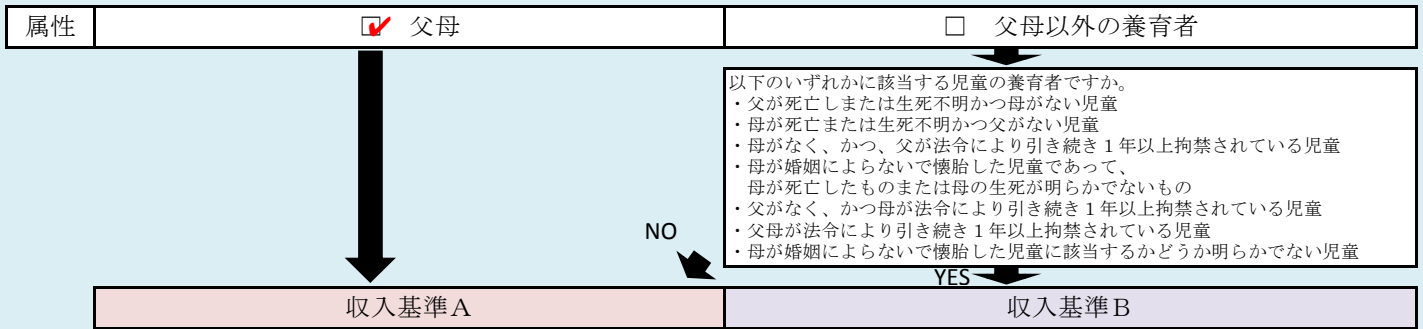 属性
☑ 父母
□ 父母以外の養育者
以下のいずれかに該当する児童の養育者ですか。
・父が死亡しまたは生死不明かつ母がない児童
・母が死亡または生死不明かつ父がない児童
・母がなく、かつ、父が法令により引き続き１年以上拘禁されている児童
・母が婚姻によらないで懐胎した児童であって、
母が死亡したものまたは母の生死が明らかでないもの
・父がなく、かつ母が法令により引き続き１年以上拘禁されている児童
・父母が法令により引き続き１年以上拘禁されている児童
・母が婚姻によらないで懐胎した児童に該当するかどうか明らかでない児童
NO
YES
収入基準Ａ
収入基準Ｂ